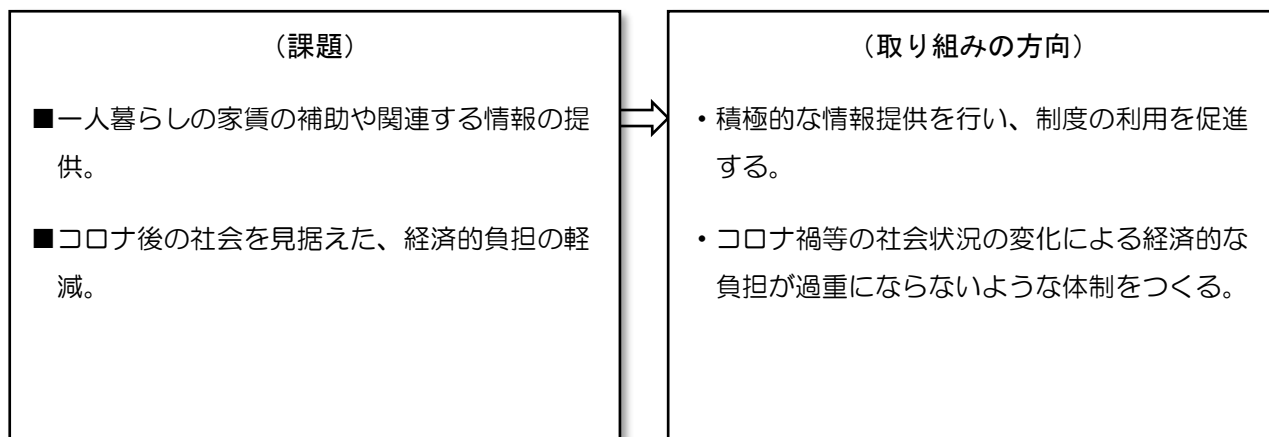 （課題）
■一人暮らしの家賃の補助や関連する情報の提
供。
■コロナ後の社会を見据えた、経済的負担の軽
減。
（取り組みの方向）
・積極的な情報提供を行い、制度の利用を促進
する。
・コロナ禍等の社会状況の変化による経済的な
負担が過重にならないような体制をつくる。